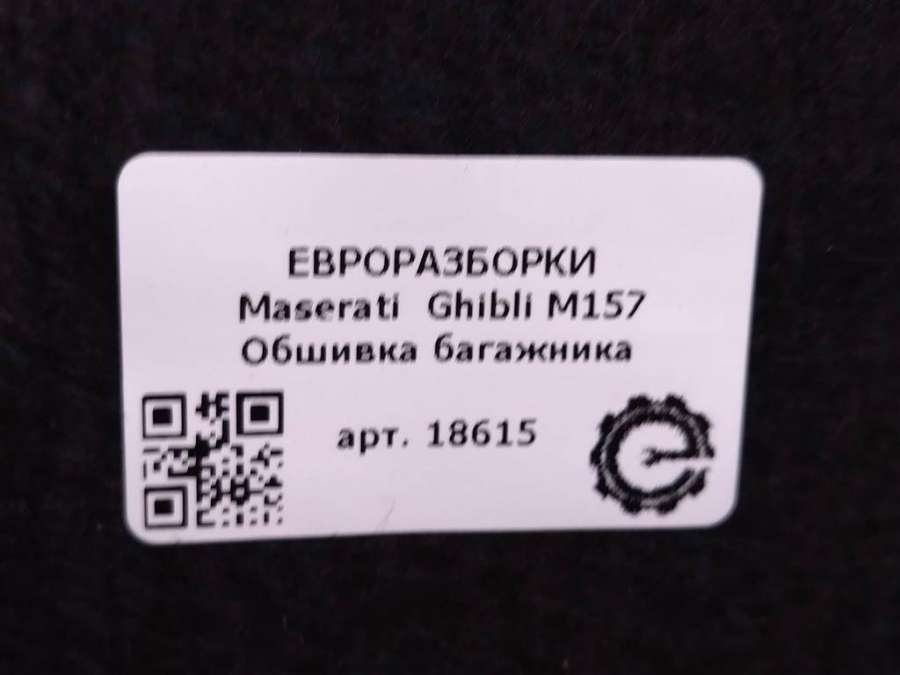 ЕВРОРАЗБОРКИ
Maserati Ghibli M157
Обшивка багажника
арт. 18615